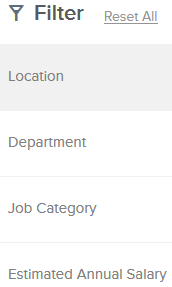 Filter Reset All
Location
Department
Job Category
Estimated Annual Salary